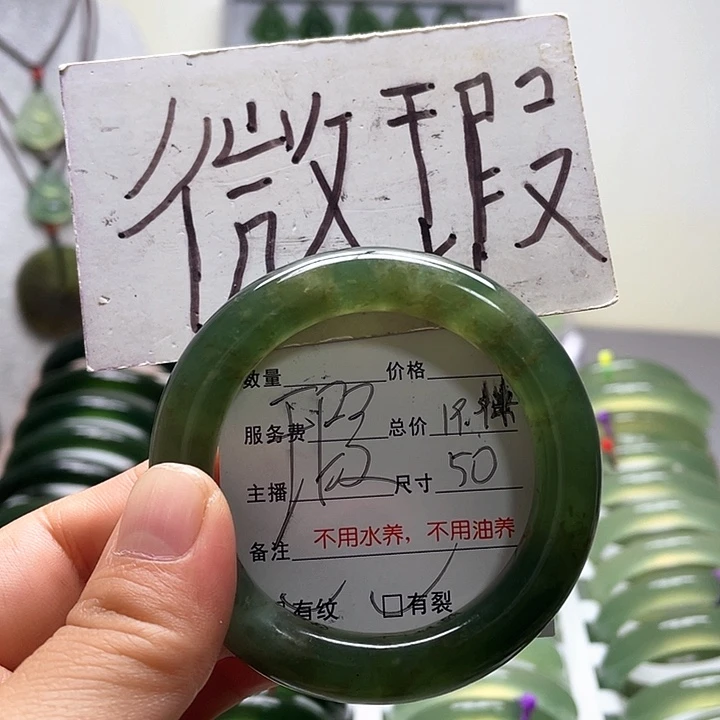 微瑕
数量 价格
服务费 总价
瑕
主播 尺寸 50
备注 不用水养，不用油养
有纹 □有裂